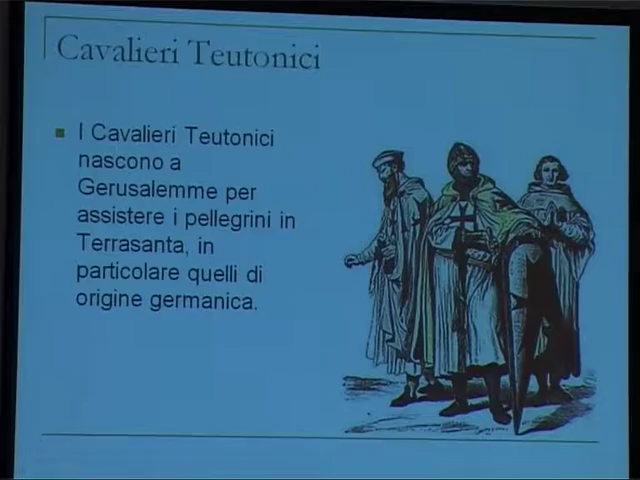 Cavalieri Teutonici
I Cavalieri Teutonici
nascono a
Gerusalemme per
assistere i pellegrini in
Terrasanta, in
particolare quelli di
origine germanica.